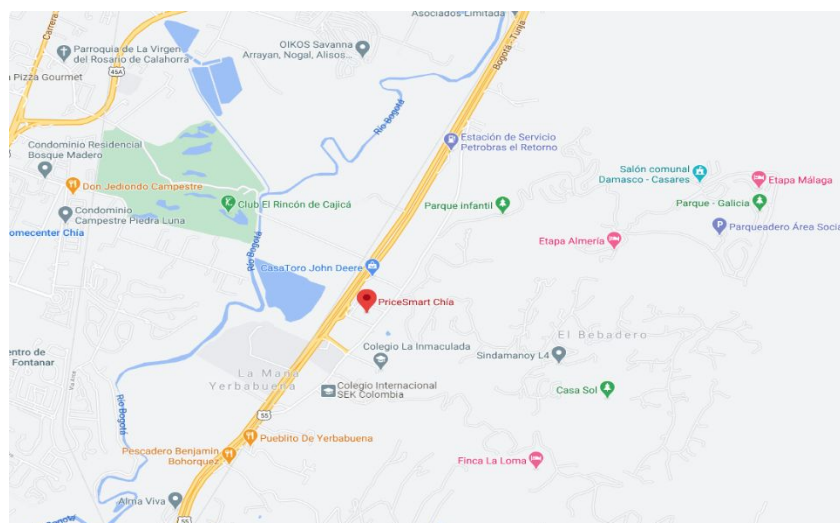 Asociados Limitada
Carrera
Parroquia de La Virgen
del Rosario de Calahorra
OIKOS Savanna
Arrayan, Nogal, Alisos...
Bogotá - Tunja
45A
a Pizza Gourmet
Río Bogotá
Estación de Servicio
Petrobras el Retorno
Condominio Residencial
Bosque Madero
Salón comunal
Damasco - Casares
Etapa Málaga
Don Jediondo Campestre
Club El Rincón de Cajicá
Parque infantil
Parque - Galicia
Condominio
Campestre Piedra Luna
P
Parqueadero Área Socia
omecenter Chía
Etapa Almería
Río Bogotá
CasaToro John Deere
PriceSmart Chía
El Bebadero
Colegio La Inmaculada
Sindamanoy L4
entro de
Fontanar
La Mana
Yerbabuena
Colegio Internacional
SEK Colombia
Casa Sol
Río Bogotá
55
Pueblito De Yerbabuena
Pescadero Benjamin
Bohorquez
Finca La Loma
Alma Viva
55